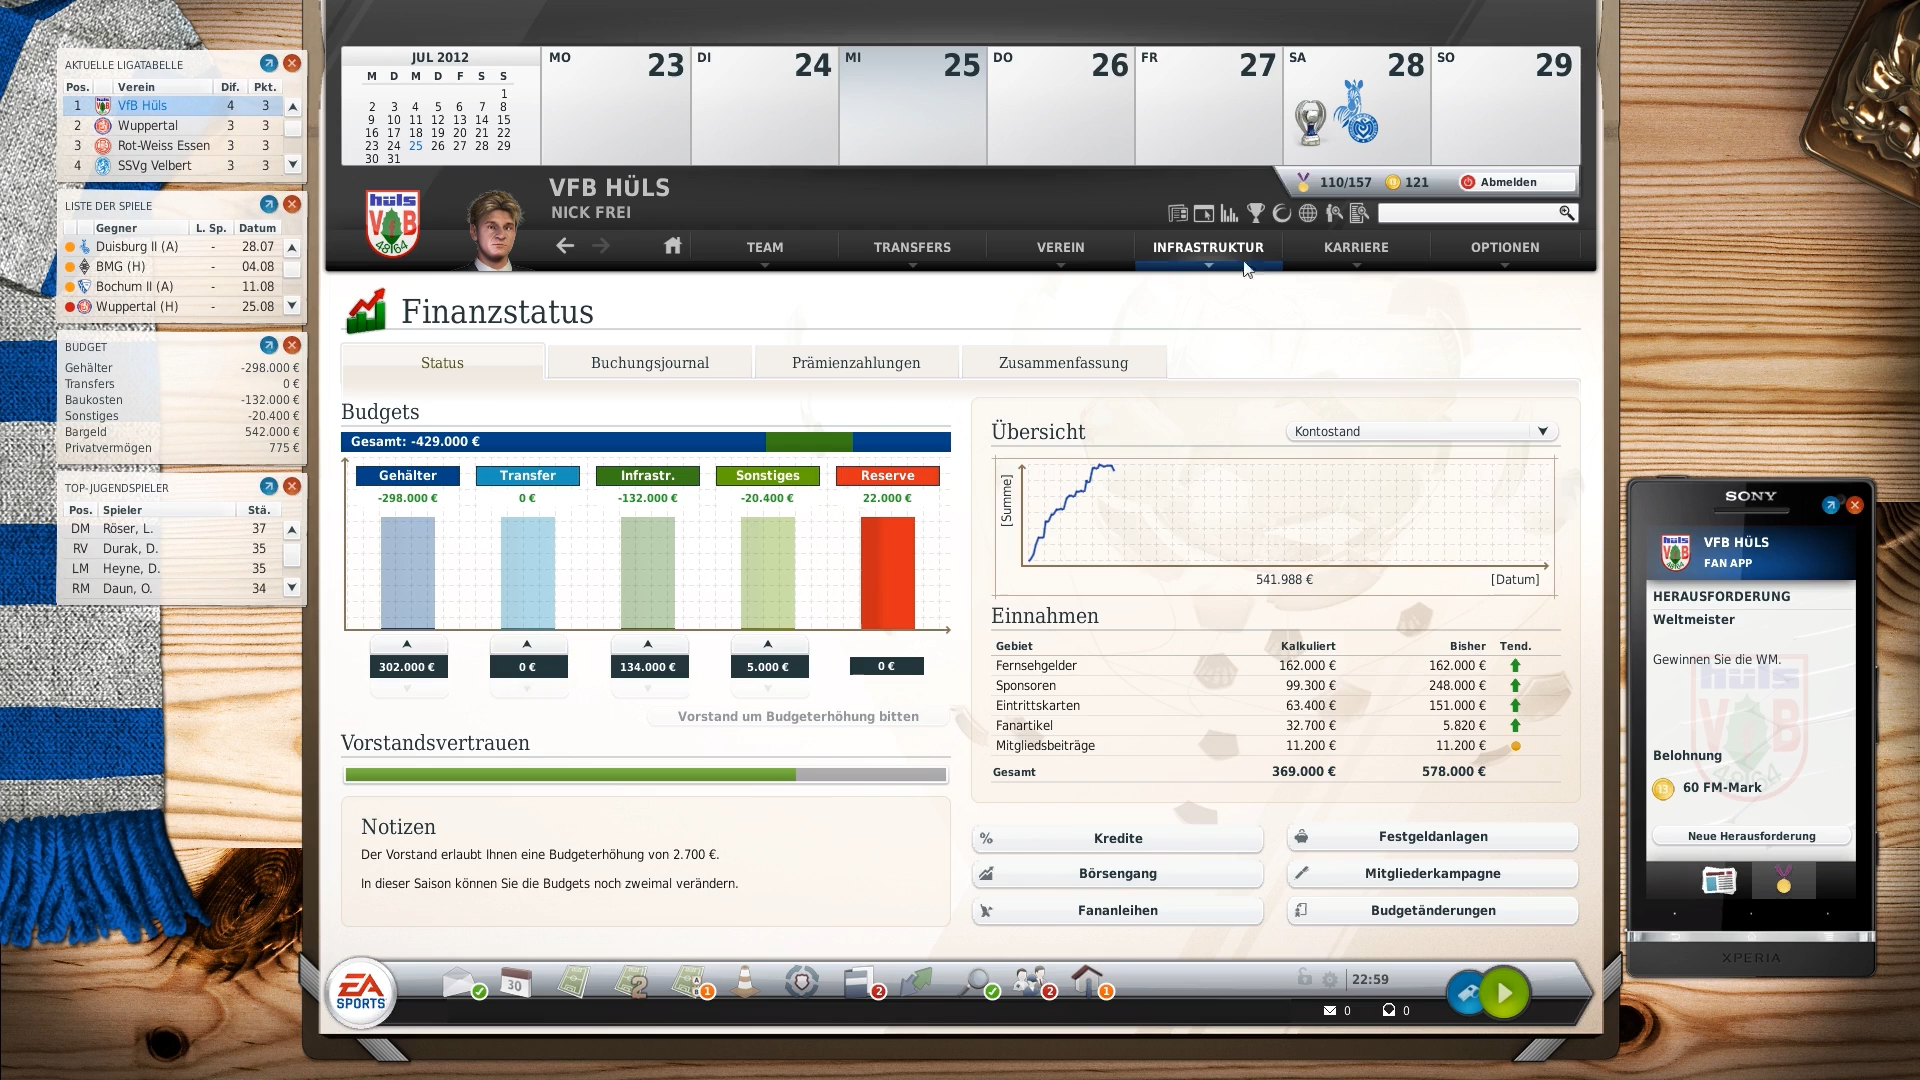 AKTUELLE LIGATABELLE
Pos. Verein Dif. Pkt.
1 VfB Hüls 4 3
2 Wuppertal 3 3
3 Rot-Weiss Essen 3 3
4 SSVg Velbert 3 3
LISTE DER SPIELE
Gegner L. Sp. Datum
Duisburg II (A) - 28.07
BMG (H) - 04.08
Bochum II (A) - 11.08
Wuppertal (H) - 25.08
BUDGET
Gehälter -298.000 €
Transfers 0 €
Baukosten -132.000 €
Sonstiges -20.400 €
Bargeld 542.000 €
Privatvermögen 775 €
TOP-JUGENDSPIELER
Pos. Spieler Stä.
DM Röser, L. 37
RV Durak, D. 35
LM Heyne, D. 35
RM Daun, O. 34
JUL 2012
M D M D F S S
1
2 3 4 5 6 7 8
9 10 11 12 13 14 15
16 17 18 19 20 21 22
23 24 25 26 27 28 29
30 31
MO 23
DI 24
MI 25
DO 26
FR 27
SA 28
SO 29
hüls
VfB
48/64
VFB HÜLS
NICK FREI
110/157 121 Abmelden
TEAM TRANSFERS VEREIN INFRASTRUKTUR KARRIERE OPTIONEN
Finanzstatus
Status Buchungsjournal Prämienzahlungen Zusammenfassung
Budgets
Gesamt: -429.000 €
Gehälter Transfer Infrastr. Sonstiges Reserve
-298.000 € 0 € -132.000 € -20.400 € 22.000 €
302.000 € 0 € 134.000 € 5.000 € 0 €
Vorstand um Budgeterhöhung bitten
Vorstandsvertrauen
Notizen
Der Vorstand erlaubt Ihnen eine Budgeterhöhung von 2.700 €.
In dieser Saison können Sie die Budgets noch zweimal verändern.
Übersicht
Kontostand
[Summe]
541.988 € [Datum]
Einnahmen
Gebiet Kalkuliert Bisher Tend.
Fernsehgelder 162.000 € 162.000 €
Sponsoren 99.300 € 248.000 €
Eintrittskarten 63.400 € 151.000 €
Fanartikel 32.700 € 5.820 €
Mitgliedsbeiträge 11.200 € 11.200 €
Gesamt 369.000 € 578.000 €
% Kredite
Festgeldanlagen
Börsengang
Mitgliederkampagne
Fananleihen
Budgetänderungen
EA
SPORTS
30 2 1 2 2 1
22:59
0 0
SONY
VFB HÜLS
FAN APP
HERAUSFORDERUNG
Weltmeister
Gewinnen Sie die WM.
Belohnung
13 60 FM-Mark
Neue Herausforderung
XPERIA